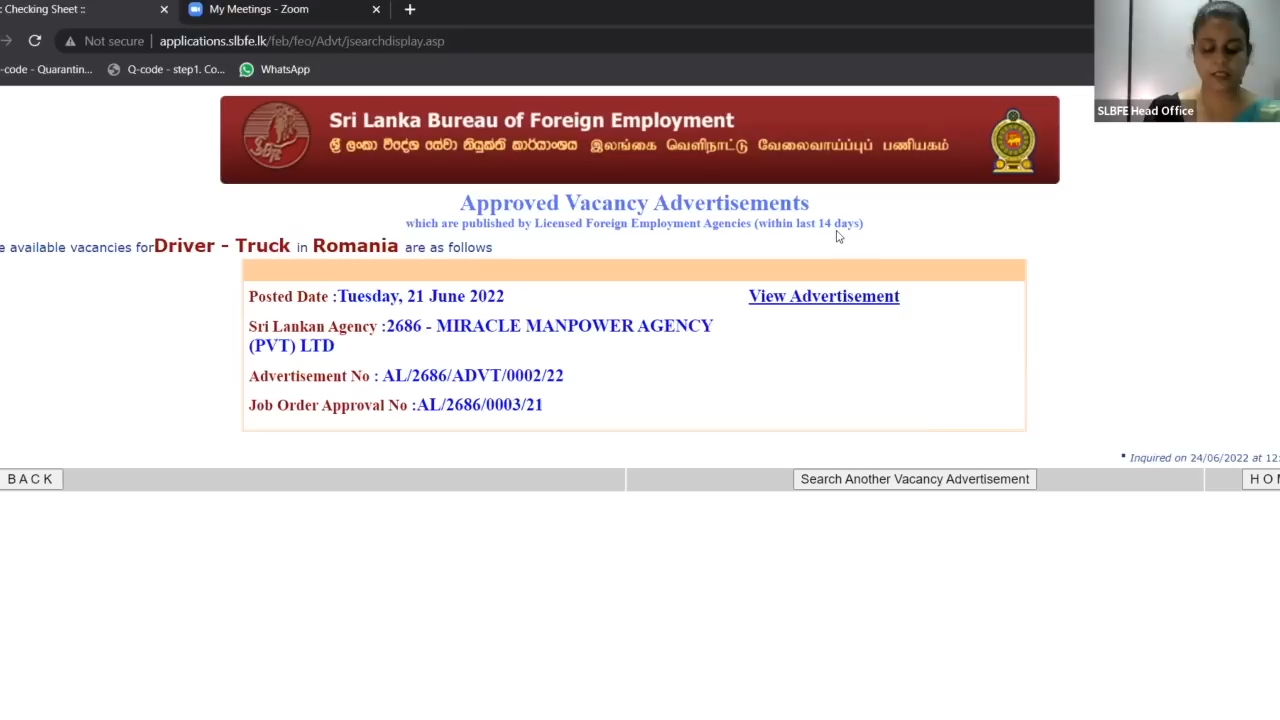 : Checking Sheet ::
My Meetings - Zoom
Not secure
applications.slbfe.lk/feb/feo/Advt/jsearchdisplay.asp
-code - Quarantin...
Q-code - step1. Co...
WhatsApp
SLBFE Head Office
Sri Lanka Bureau of Foreign Employment
ශ්‍රී ලංකා විදේශ සේවා නියුක්ති කාර්යාංශය இலங்கை வெளிநாட்டு வேலைவாய்ப்புப் பணியகம்
Approved Vacancy Advertisements
which are published by Licensed Foreign Employment Agencies (within last 14 days)
e available vacancies for Driver - Truck in Romania are as follows
Posted Date :Tuesday, 21 June 2022
View Advertisement
Sri Lankan Agency :2686 - MIRACLE MANPOWER AGENCY
(PVT) LTD
Advertisement No : AL/2686/ADVT/0002/22
Job Order Approval No :AL/2686/0003/21
Inquired on 24/06/2022 at 12:
B A C K
Search Another Vacancy Advertisement
H O M